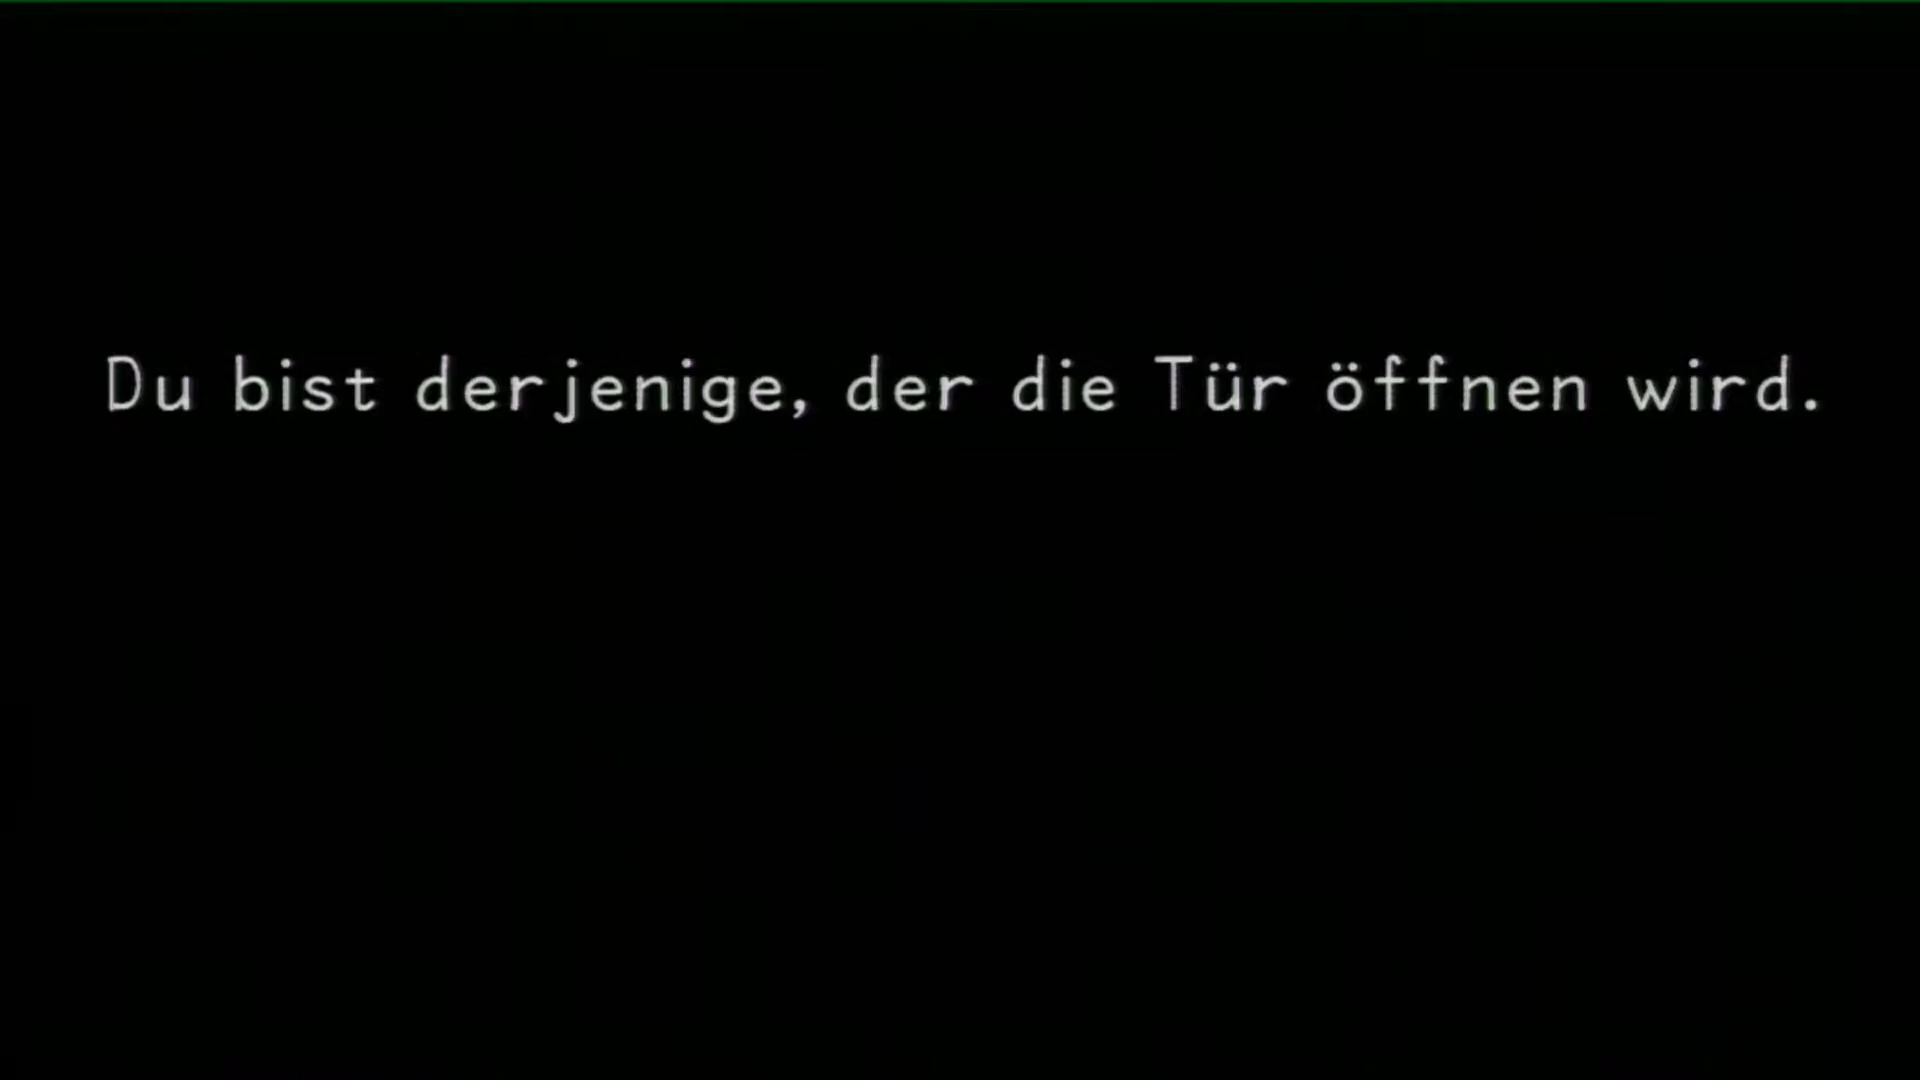 Du bist derjenige, der die Tür öffnen wird.